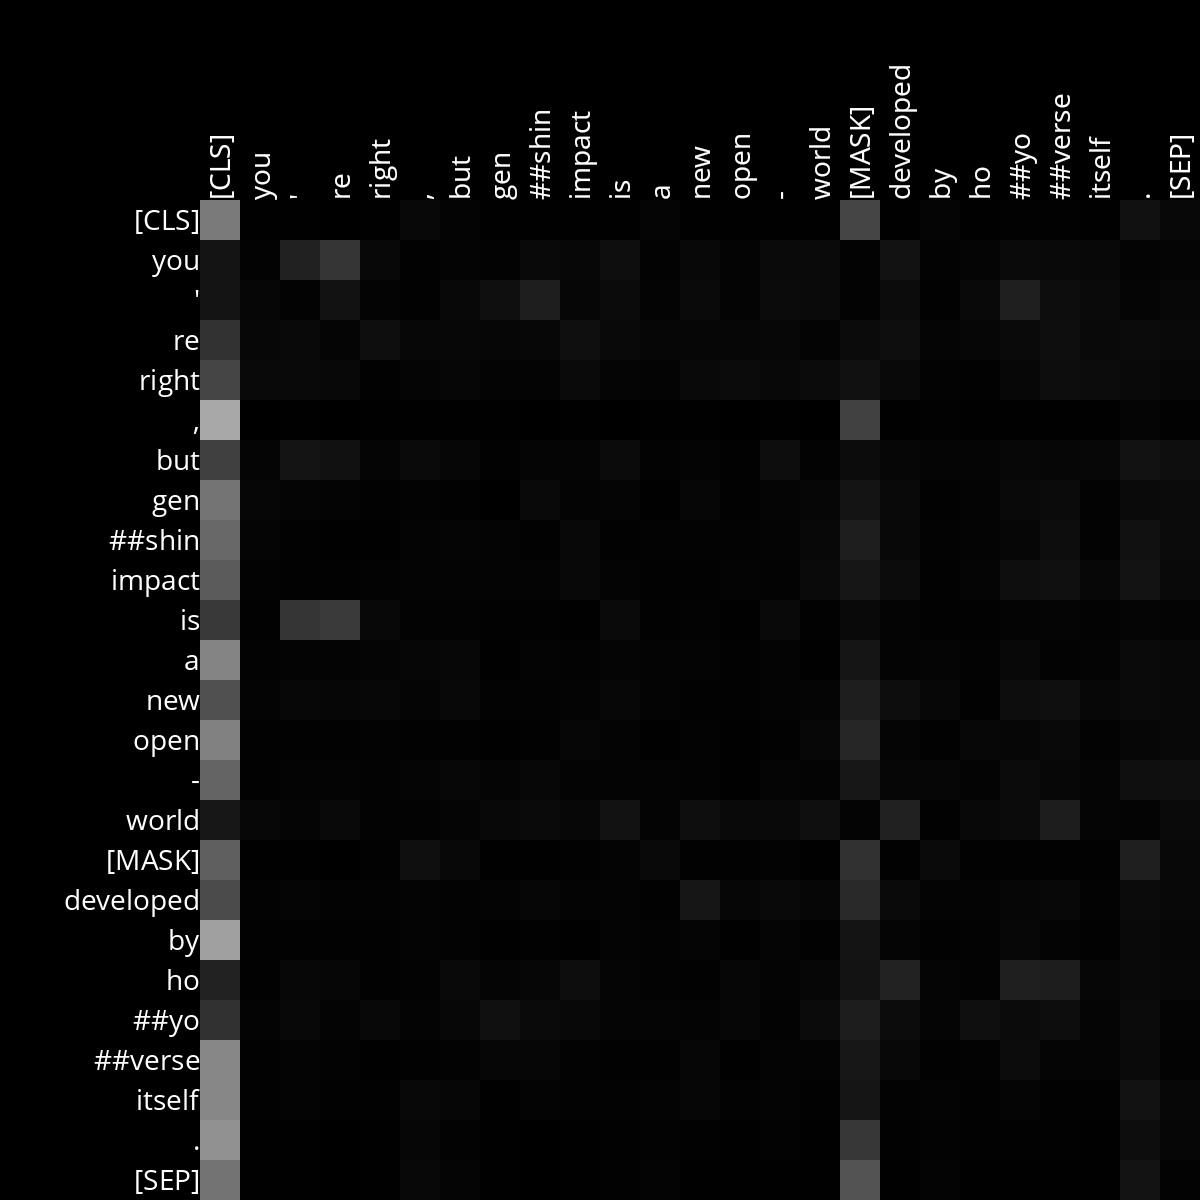 [CLS] you ' re right , but gen ##shin impact is a new open - world [MASK] developed by ho ##yo ##verse itself . [SEP]
[CLS]
you
'
re
right
,
but
gen
##shin
impact
is
a
new
open
-
world
[MASK]
developed
by
ho
##yo
##verse
itself
.
[SEP]